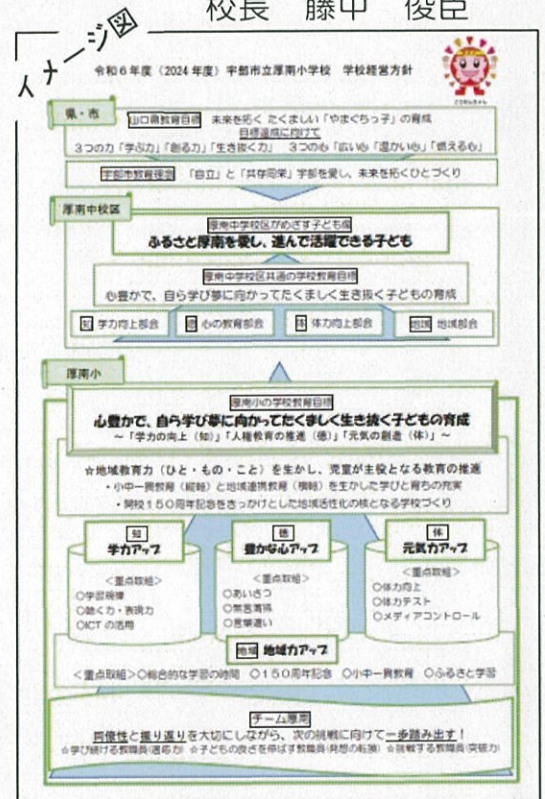 校長　藤中　俊臣
イメージ図
令和６年度（2024年度）宇部市立厚南小学校　学校経営方針
県・市
山口県教育目標　未来を拓く たくましい「やまぐちっ子」の育成
目標達成に向けて
３つの力「学ぶ力」「創る力」「生き抜く力」　３つの心「広い心」「温かい心」「燃える心」
宇部市教育理念　「自立」と「共存同栄」宇部を愛し、未来を拓くひとづくり
厚南中校区
厚南中学校区がめざす子ども像
ふるさと厚南を愛し、進んで活躍できる子ども
厚南中学校区共通の学校教育目標
心豊かで、自ら学び夢に向かってたくましく生き抜く子どもの育成
知 学力向上部会　徳 心の教育部会　体 体力向上部会　地域 地域部会
厚南小
厚南小の学校教育目標
心豊かで、自ら学び夢に向かってたくましく生き抜く子どもの育成
～「学力の向上（知）」「人権教育の推進（徳）」「元気の創造（体）」～
☆地域教育力（ひと・もの・こと）を生かし、児童が主役となる教育の推進
・小中一貫教育（縦軸）と地域連携教育（横軸）を生かした学びと育ちの充実
・開校１５０周年記念をきっかけとした地域活性化の核となる学校づくり
知
学力アップ
＜重点取組＞
○学習規律
○聴く力・表現力
○ICTの活用
徳
豊かな心アップ
＜重点取組＞
○あいさつ
○無言清掃
○言葉遣い
体
元気力アップ
＜重点取組＞
○体力向上
○体力テスト
○メディアコントロール
地域 地域力アップ
＜重点取組＞○総合的な学習の時間　○１５０周年記念　○小中一貫教育　○ふるさと学習
チーム厚南
同僚性と振り返りを大切にしながら、次の挑戦に向けて一歩踏み出す！
☆学び続ける教職員(適応力) ☆子どもの良さを伸ばす教職員(発想の転換) ☆挑戦する教職員(突破力)